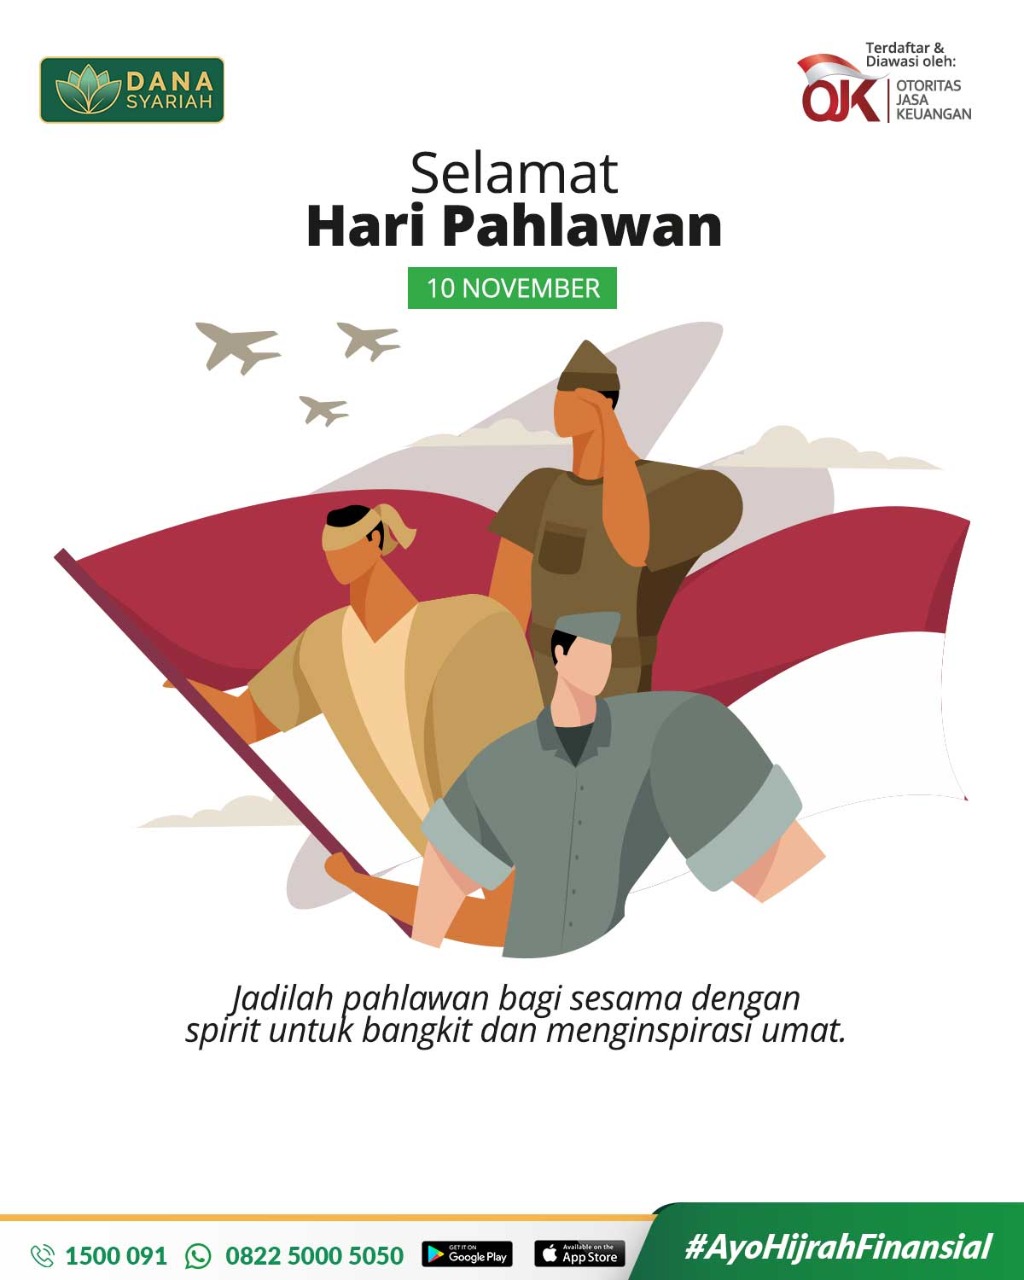 DANA
SYARIAH
Terdaftar &
Diawasi oleh:
OJK
OTORITAS
JASA
KEUANGAN
Selamat
Hari Pahlawan
10 NOVEMBER
Jadilah pahlawan bagi sesama dengan
spirit untuk bangkit dan menginspirasi umat.
1500 091
0822 5000 5050
GET IT ON
Google Play
Available on the
App Store
#AyoHijrahFinansial